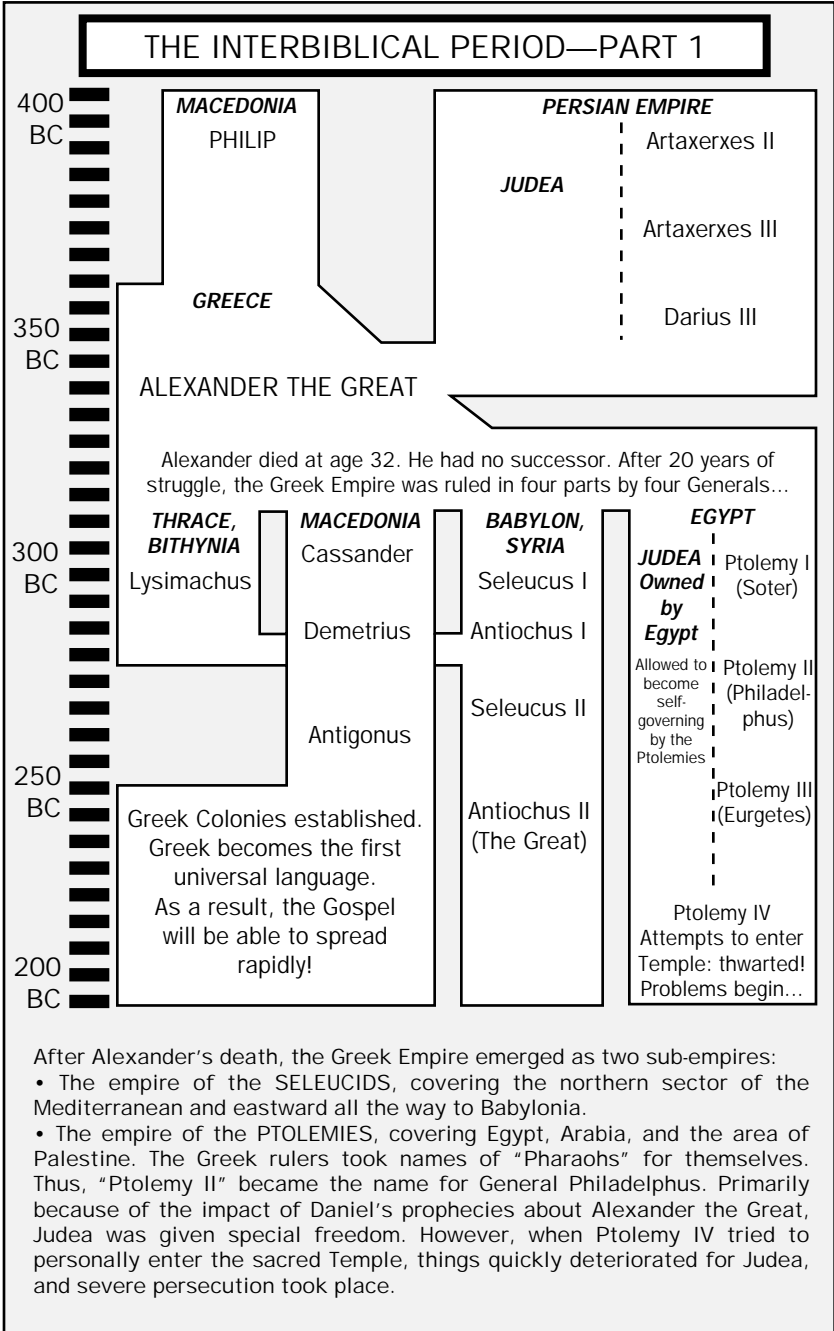 THE INTERBIBLICAL PERIOD—PART 1
400
BC
MACEDONIA
PHILIP
PERSIAN EMPIRE
Artaxerxes II
JUDEA
Artaxerxes III
GREECE
350
BC
Darius III
ALEXANDER THE GREAT
Alexander died at age 32. He had no successor. After 20 years of
struggle, the Greek Empire was ruled in four parts by four Generals...
300
BC
THRACE,
BITHYNIA
Lysimachus
MACEDONIA
Cassander
Demetrius
Antigonus
BABYLON,
SYRIA
Seleucus I
Antiochus I
Seleucus II
Antiochus II
(The Great)
EGYPT
JUDEA
Owned
by
Egypt
Allowed to
become
self-
governing
by the
Ptolemies
Ptolemy I
(Soter)
Ptolemy II
(Philadel-
phus)
Ptolemy III
(Eurgetes)
250
BC
Greek Colonies established.
Greek becomes the first
universal language.
As a result, the Gospel
will be able to spread
rapidly!
Ptolemy IV
Attempts to enter
Temple: thwarted!
Problems begin...
200
BC
After Alexander's death, the Greek Empire emerged as two sub-empires:
• The empire of the SELEUCIDS, covering the northern sector of the
Mediterranean and eastward all the way to Babylonia.
• The empire of the PTOLEMIES, covering Egypt, Arabia, and the area of
Palestine. The Greek rulers took names of "Pharaohs" for themselves.
Thus, "Ptolemy II" became the name for General Philadelphus. Primarily
because of the impact of Daniel's prophecies about Alexander the Great,
Judea was given special freedom. However, when Ptolemy IV tried to
personally enter the sacred Temple, things quickly deteriorated for Judea,
and severe persecution took place.